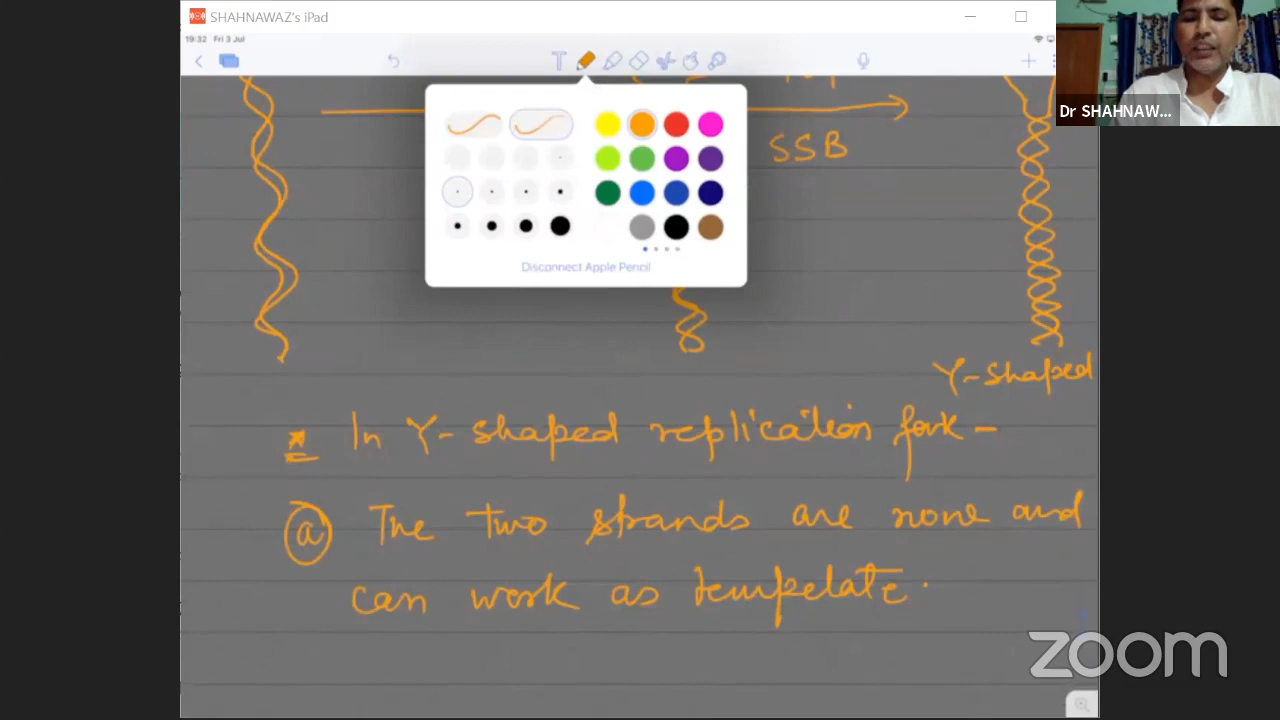 SHAHNAWAZ's iPad
19:32 Fri 3 Jul
Dr SHAHNAW...
SSB
Disconnect Apple Pencil
Y-shaped
* In Y-shaped replication fork -
(a) The two strands are none and
can work as tempelate.
zoom